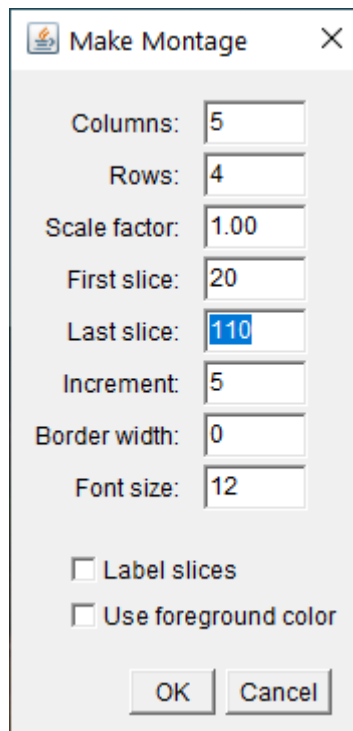 Make Montage
Columns: 5
Rows: 4
Scale factor: 1.00
First slice: 20
Last slice: 110
Increment: 5
Border width: 0
Font size: 12
Label slices
Use foreground color
OK Cancel